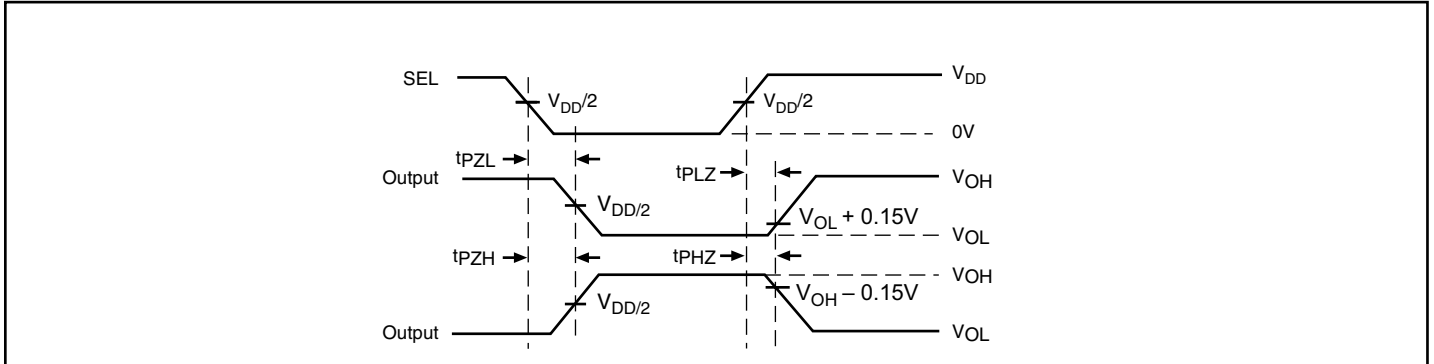 SEL
V_DD/2
V_DD/2
V_DD
0V
tPZL
tPLZ
Output
V_DD/2
V_OL + 0.15V
V_OH
V_OL
tPZH
tPHZ
V_OH
V_DD/2
V_OH – 0.15V
Output
V_OL